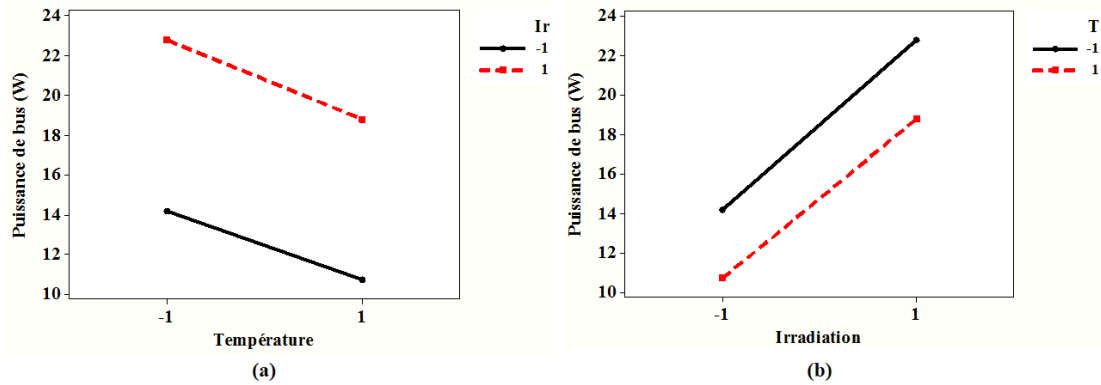 24
22
20
18
16
14
12
10
Puissance de bus (W)
-1 1
Température
Ir
-1
1
(a)
24
22
20
18
16
14
12
10
Puissance de bus (W)
-1 1
Irradiation
T
-1
1
(b)